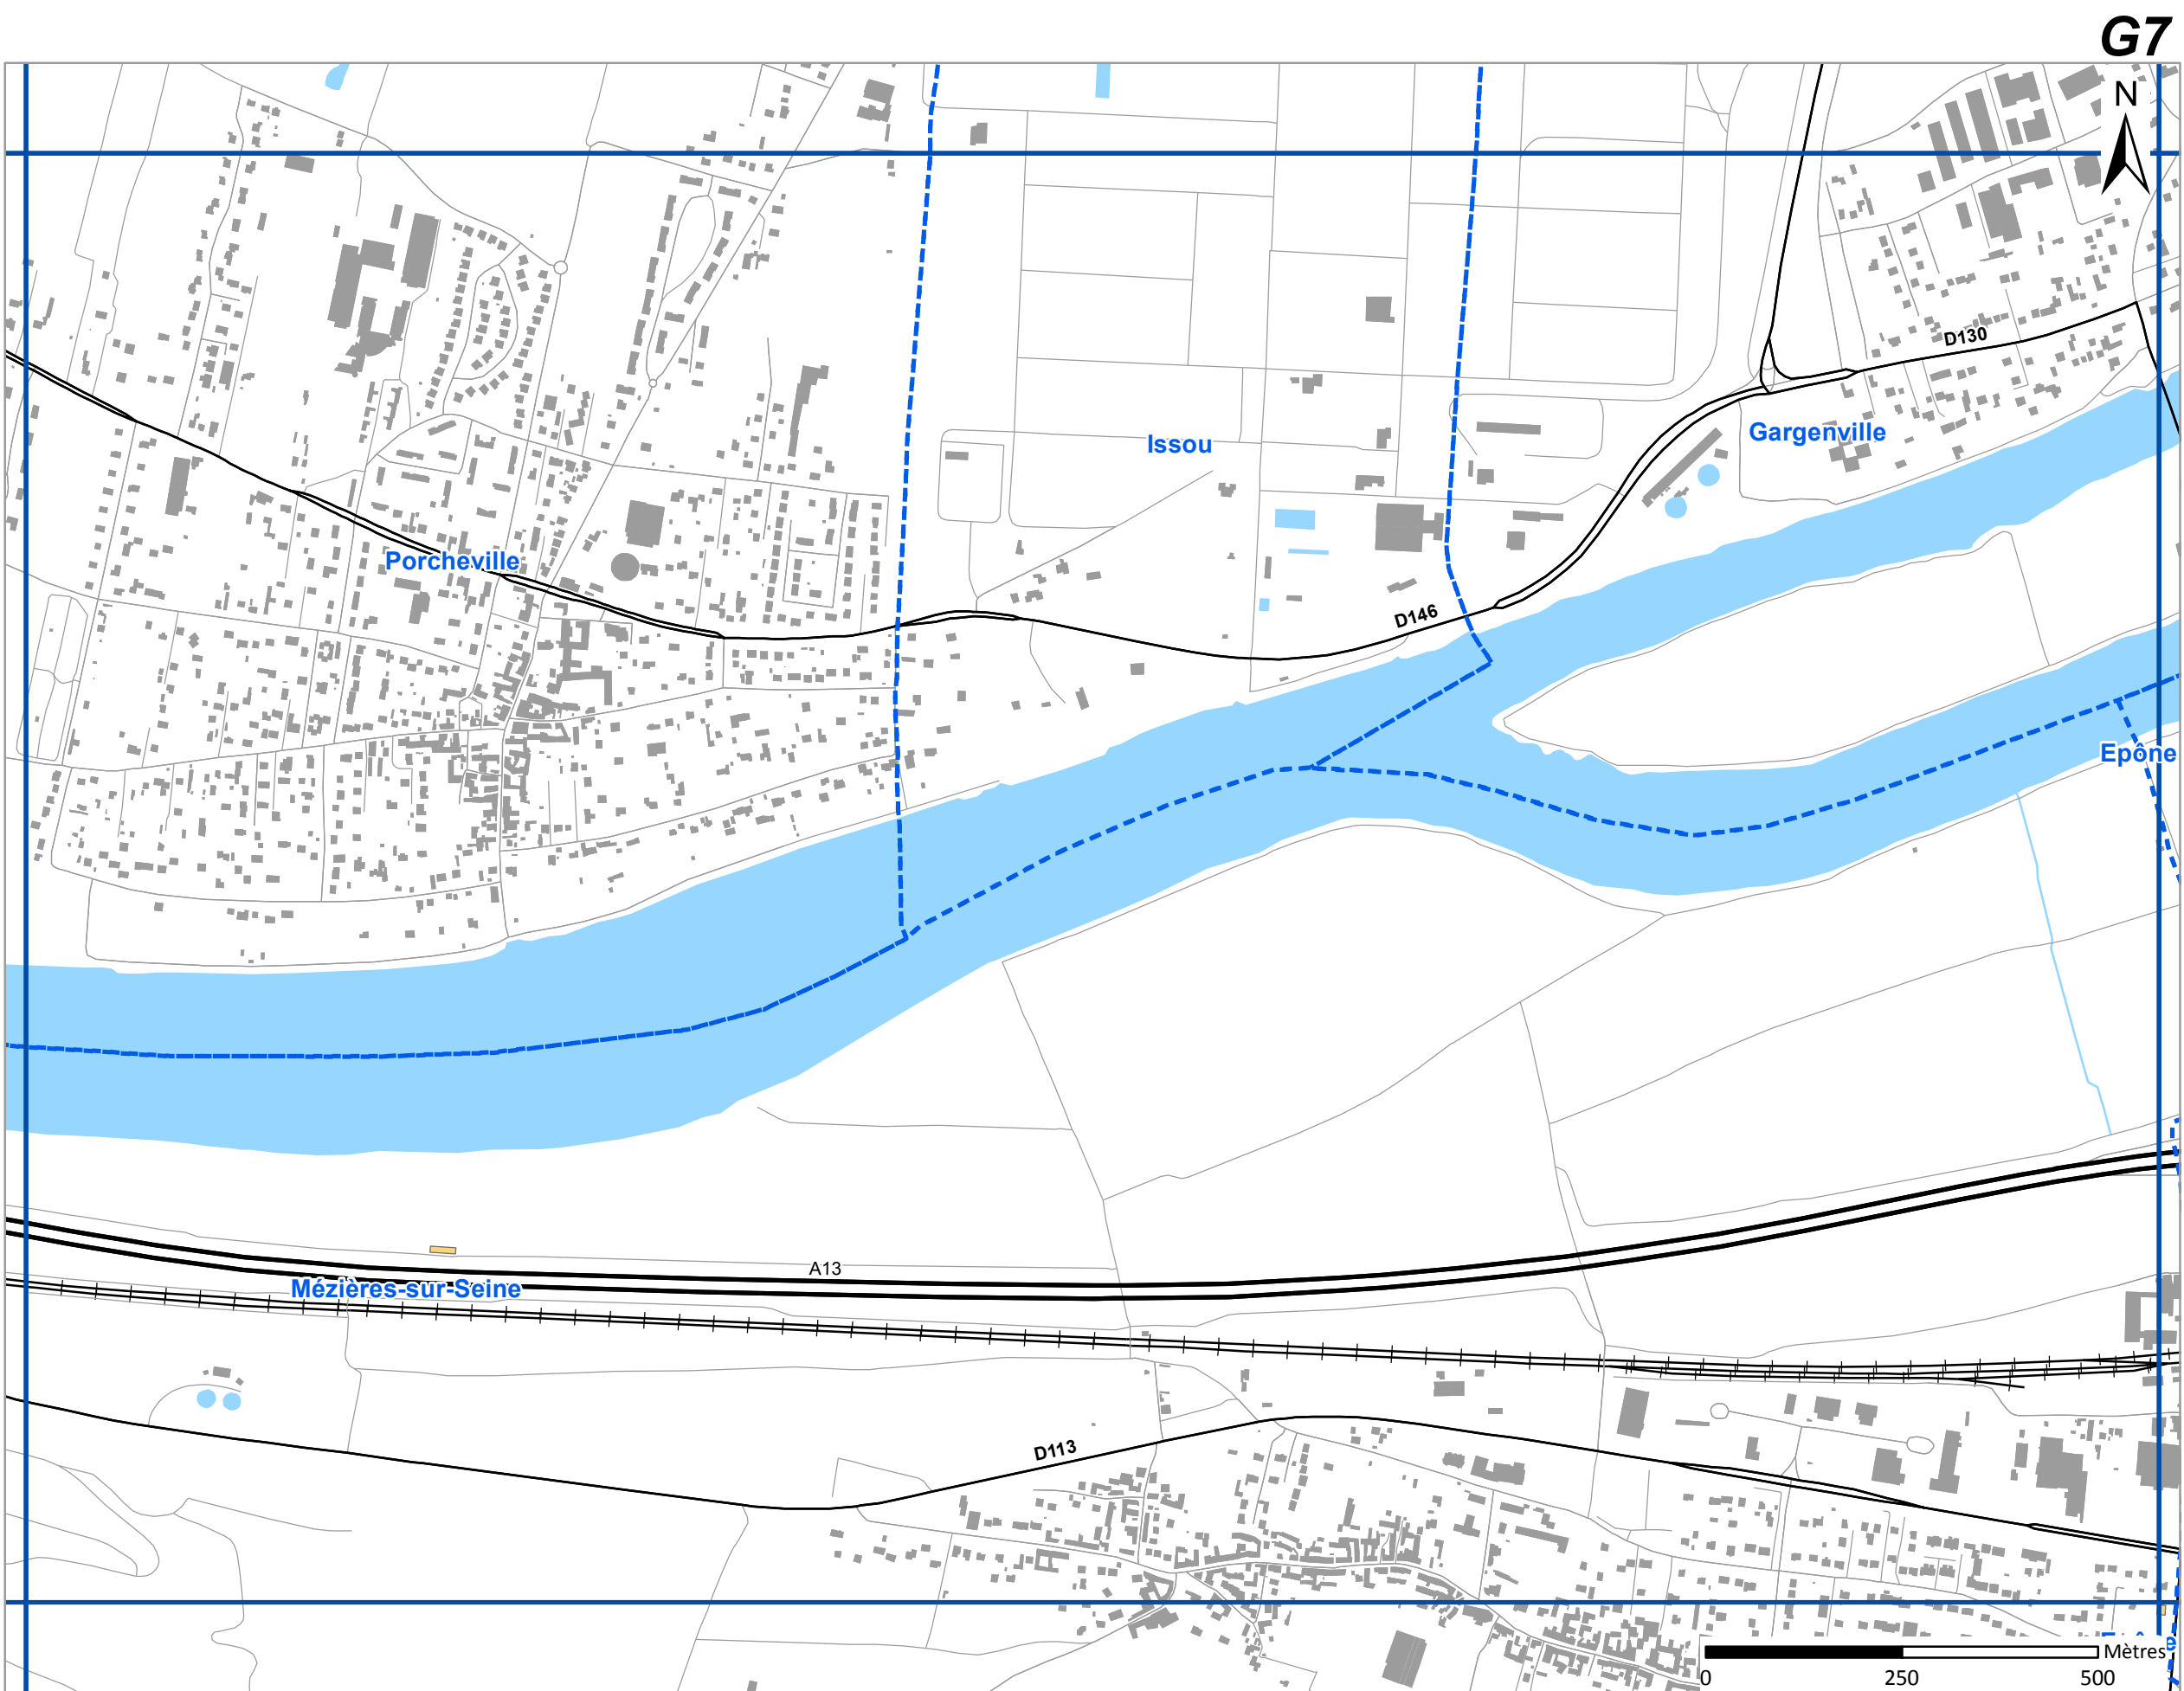 G7
N
D130
Gargenville
Issou
Porcheville
D146
Epône
A13
Mézières-sur-Seine
D113
Mètres
0 250 500